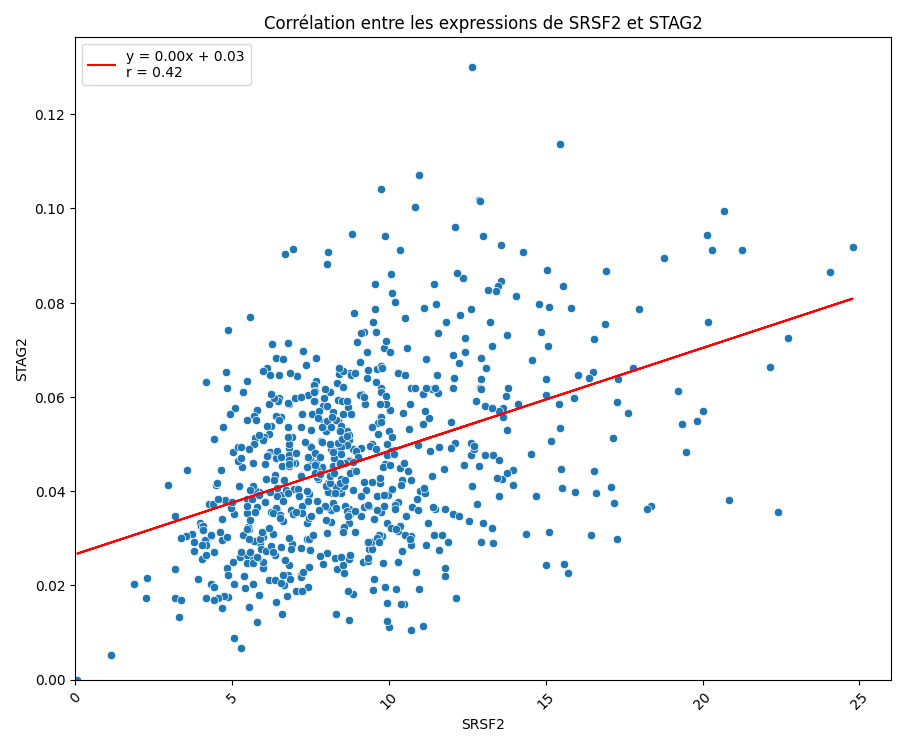 Corrélation entre les expressions de SRSF2 et STAG2
y = 0.00x + 0.03
r = 0.42
0.12
0.10
0.08
0.06
0.04
0.02
0.00
STAG2
0
5
10
15
20
25
SRSF2